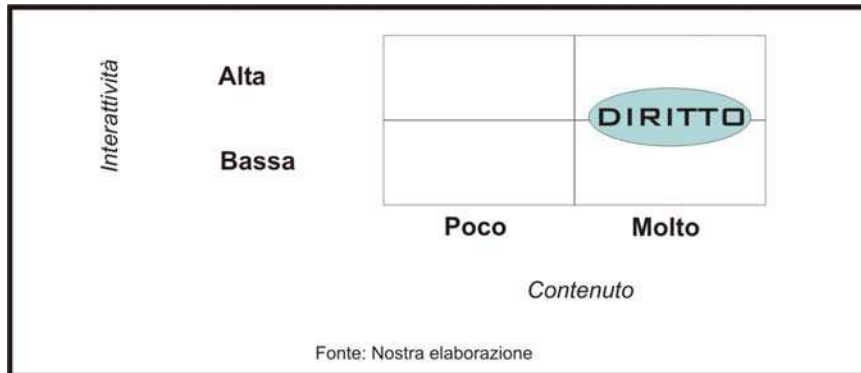 Interattività
Alta
DIRITTO
Bassa
Poco Molto
Contenuto
Fonte: Nostra elaborazione